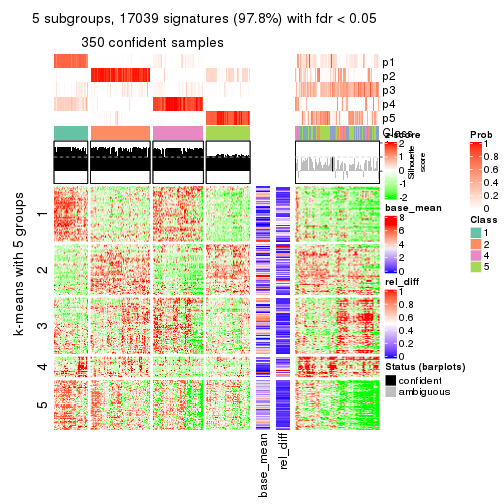 5 subgroups, 17039 signatures (97.8%) with fdr < 0.05
350 confident samples
p1
p2
p3
p4
p5
Class
Silhouette
score
k-means with 5 groups
1
2
3
4
5
base_mean
rel_diff
z-score
2
1
0
-1
-2
base_mean
8
6
4
2
0
rel_diff
1
0.8
0.6
0.4
0.2
0
Status (barplots)
confident
ambiguous
Prob
1
0.8
0.6
0.4
0.2
0
Class
1
2
4
5